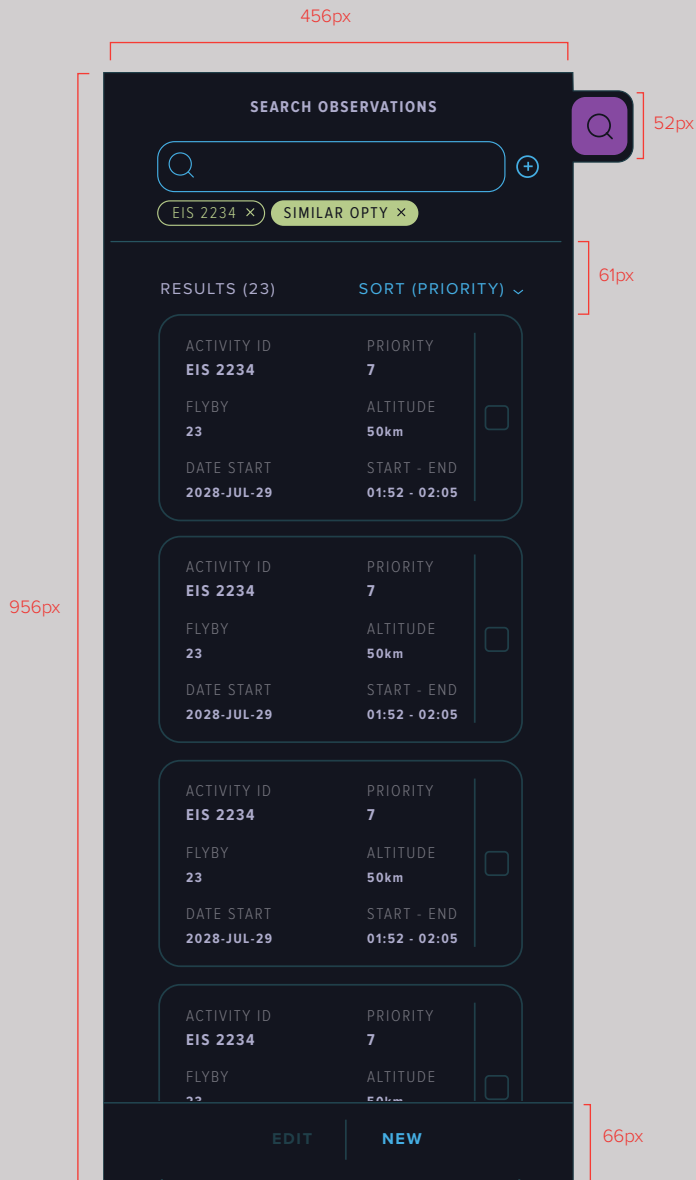 456px
SEARCH OBSERVATIONS
52px
EIS 2234 × SIMILAR OPTY ×
61px
RESULTS (23) SORT (PRIORITY)
ACTIVITY ID PRIORITY
EIS 2234 7
FLYBY ALTITUDE
23 50km
DATE START START - END
2028-JUL-29 01:52 - 02:05
ACTIVITY ID PRIORITY
EIS 2234 7
956px
FLYBY ALTITUDE
23 50km
DATE START START - END
2028-JUL-29 01:52 - 02:05
ACTIVITY ID PRIORITY
EIS 2234 7
FLYBY ALTITUDE
23 50km
DATE START START - END
2028-JUL-29 01:52 - 02:05
ACTIVITY ID PRIORITY
EIS 2234 7
FLYBY ALTITUDE
23 50km
EDIT NEW
66px